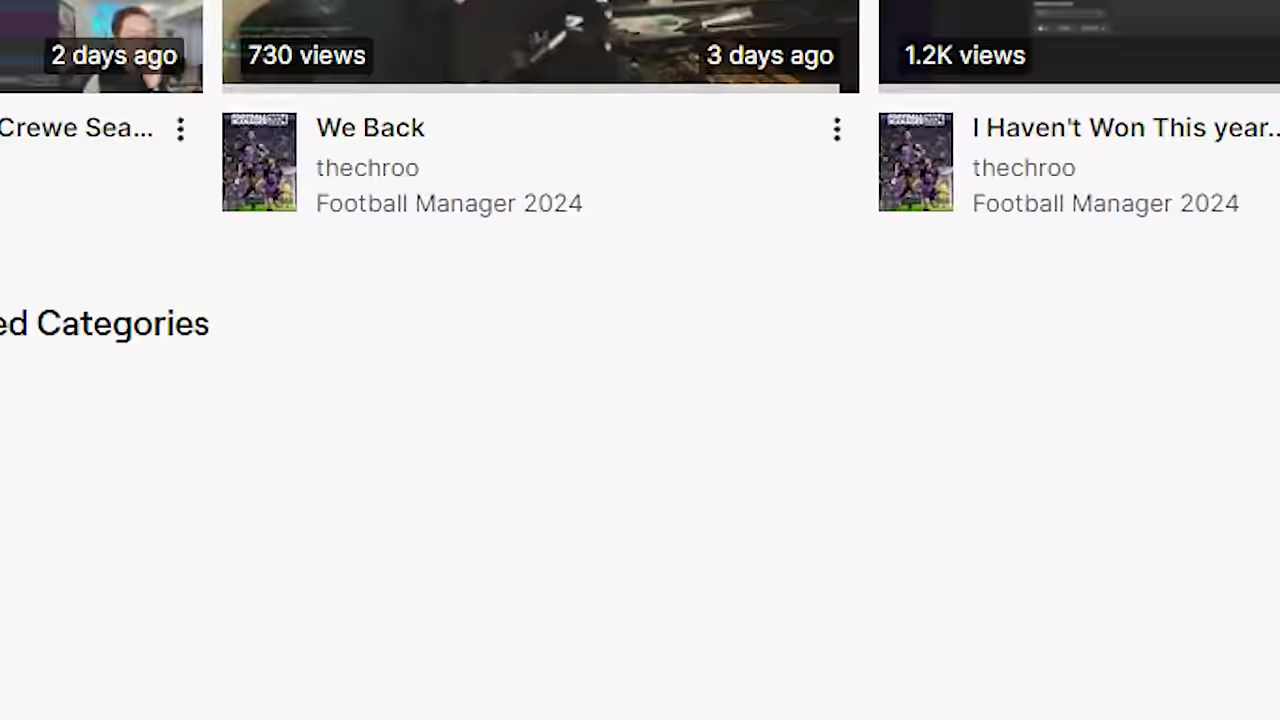 2 days ago
730 views
3 days ago
1.2K views
Crewe Sea...
We Back
I Haven't Won This year..
thechroo
thechroo
Football Manager 2024
Football Manager 2024
ed Categories